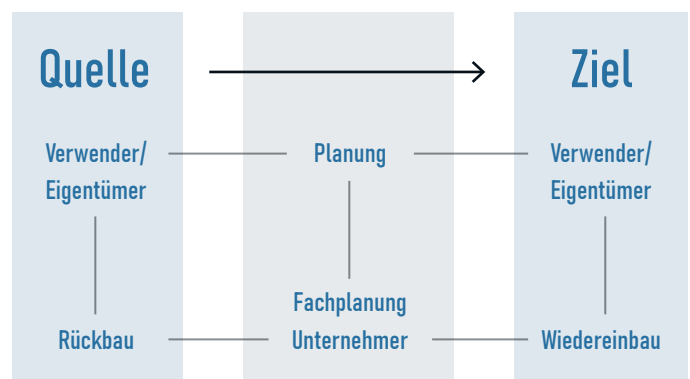 Quelle
Ziel
Verwender/
Eigentümer
Planung
Verwender/
Eigentümer
Rückbau
Fachplanung
Unternehmer
Wiedereinbau